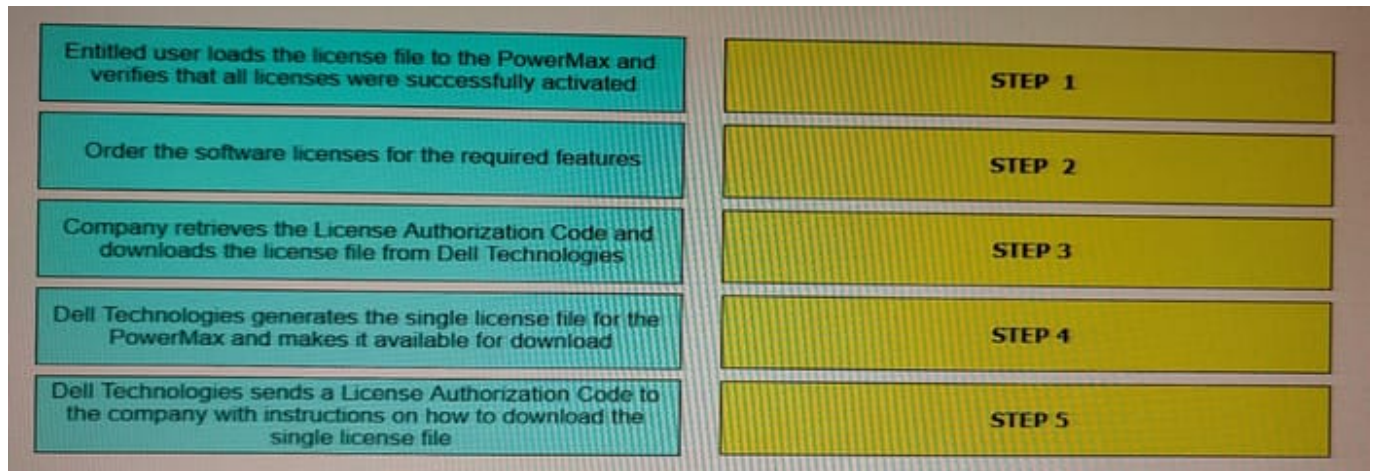 Entitled user loads the license file to the PowerMax and
verifies that all licenses were successfully activated
STEP 1
Order the software licenses for the required features
STEP 2
Company retrieves the License Authorization Code and
downloads the license file from Dell Technologies
STEP 3
Dell Technologies generates the single license file for the
PowerMax and makes it available for download
STEP 4
Dell Technologies sends a License Authorization Code to
the company with instructions on how to download the
single license file
STEP 5